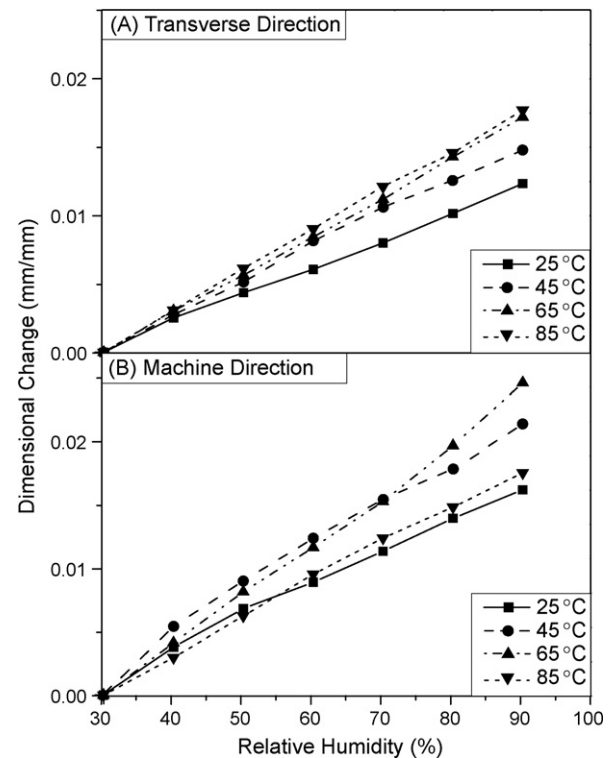 (A) Transverse Direction
0.02
0.01
0.00
25 °C
45 °C
65 °C
85 °C
(B) Machine Direction
0.02
0.01
0.00
25 °C
45 °C
65 °C
85 °C
30 40 50 60 70 80 90 100
Relative Humidity (%)
Dimensional Change (mm/mm)